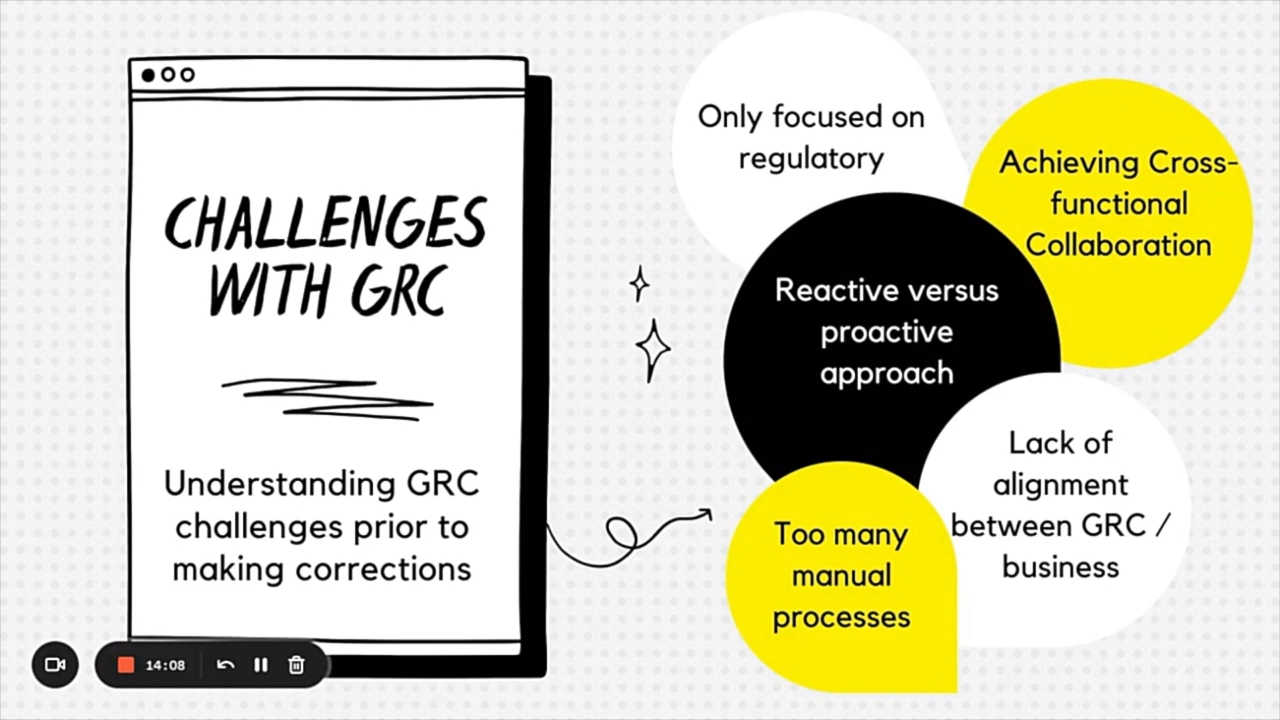 CHALLENGES
WITH GRC
Understanding GRC
challenges prior to
making corrections
Only focused on
regulatory
Achieving Cross-
functional
Collaboration
Reactive versus
proactive
approach
Lack of
alignment
between GRC /
business
Too many
manual
processes
14:08